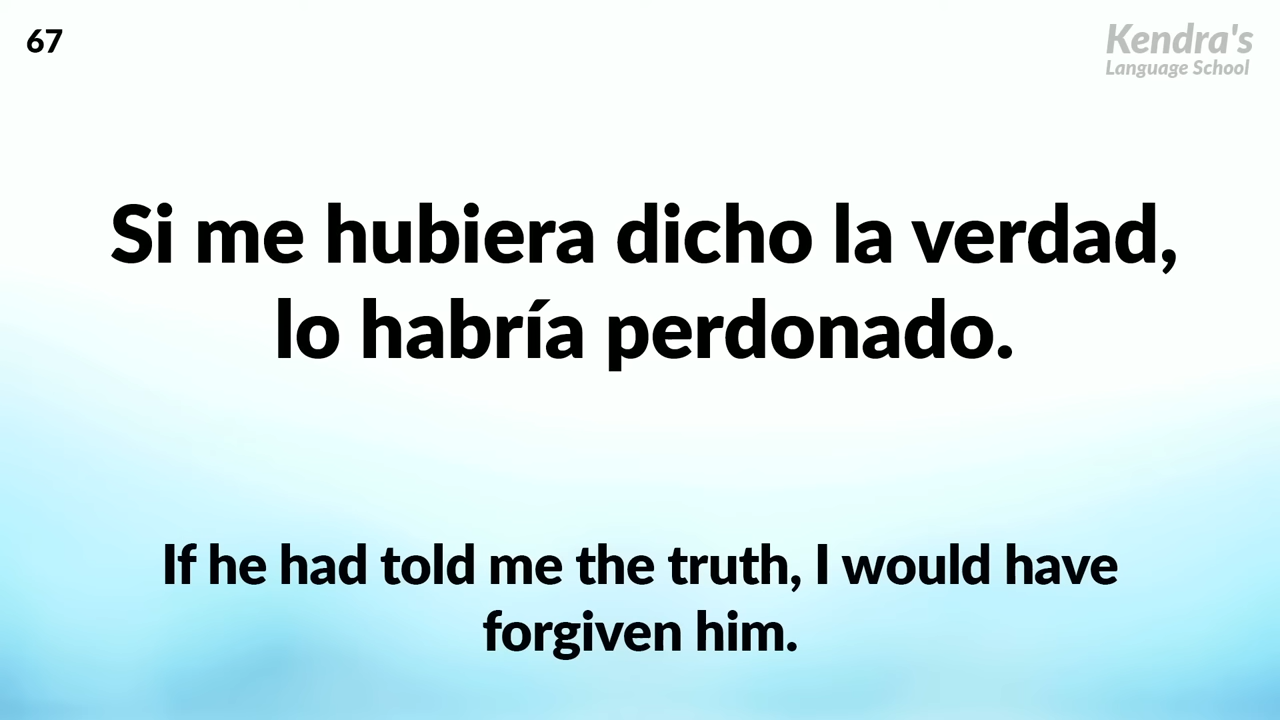 67
Kendra's
Language School
Si me hubiera dicho la verdad,
lo habría perdonado.
If he had told me the truth, I would have
forgiven him.